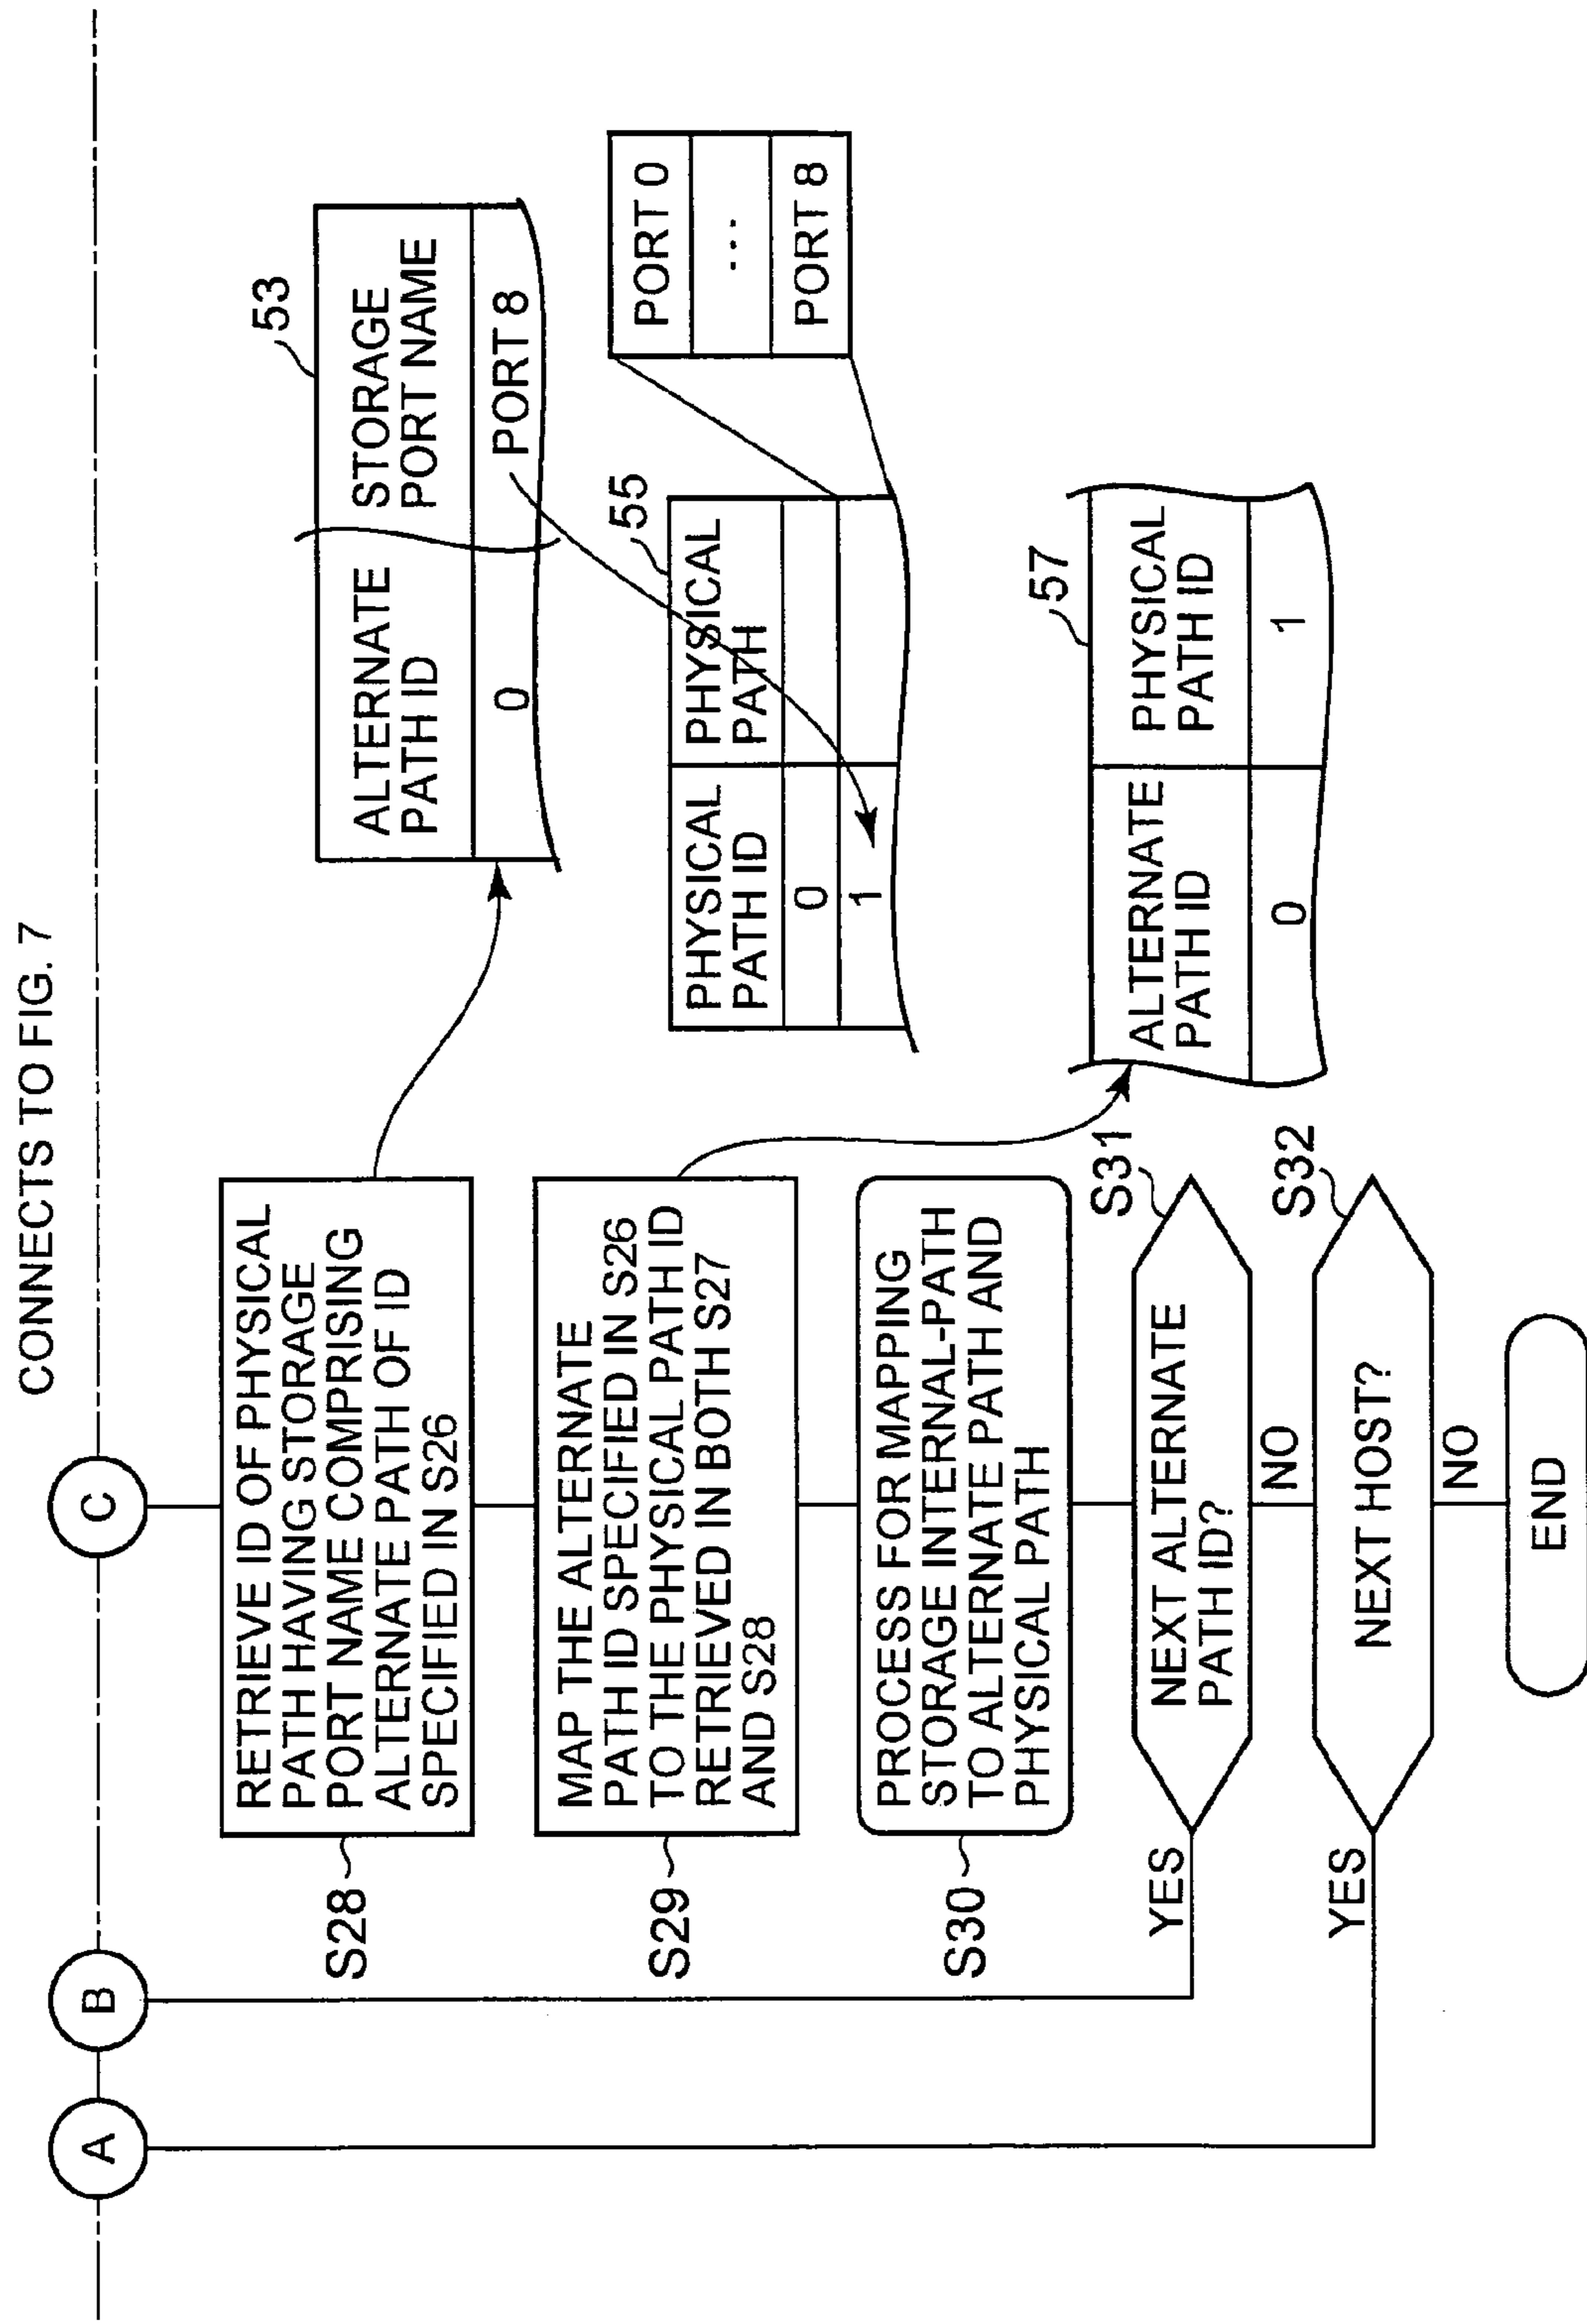 CONNECTS TO FIG. 7
A
B
C
S28
RETRIEVE ID OF PHYSICAL
PATH HAVING STORAGE
PORT NAME COMPRISING
ALTERNATE PATH OF ID
SPECIFIED IN S26
53
ALTERNATE
PATH ID
STORAGE
PORT NAME
0
PORT 8
S29
MAP THE ALTERNATE
PATH ID SPECIFIED IN S26
TO THE PHYSICAL PATH ID
RETRIEVED IN BOTH S27
AND S28
55
PHYSICAL
PATH ID
PHYSICAL
PATH
0
1
PORT 0
...
PORT 8
S30
PROCESS FOR MAPPING
STORAGE INTERNAL-PATH
TO ALTERNATE PATH AND
PHYSICAL PATH
57
ALTERNATE
PATH ID
PHYSICAL
PATH ID
0
1
S31
NEXT ALTERNATE
PATH ID?
YES
NO
S32
NEXT HOST?
YES
NO
END